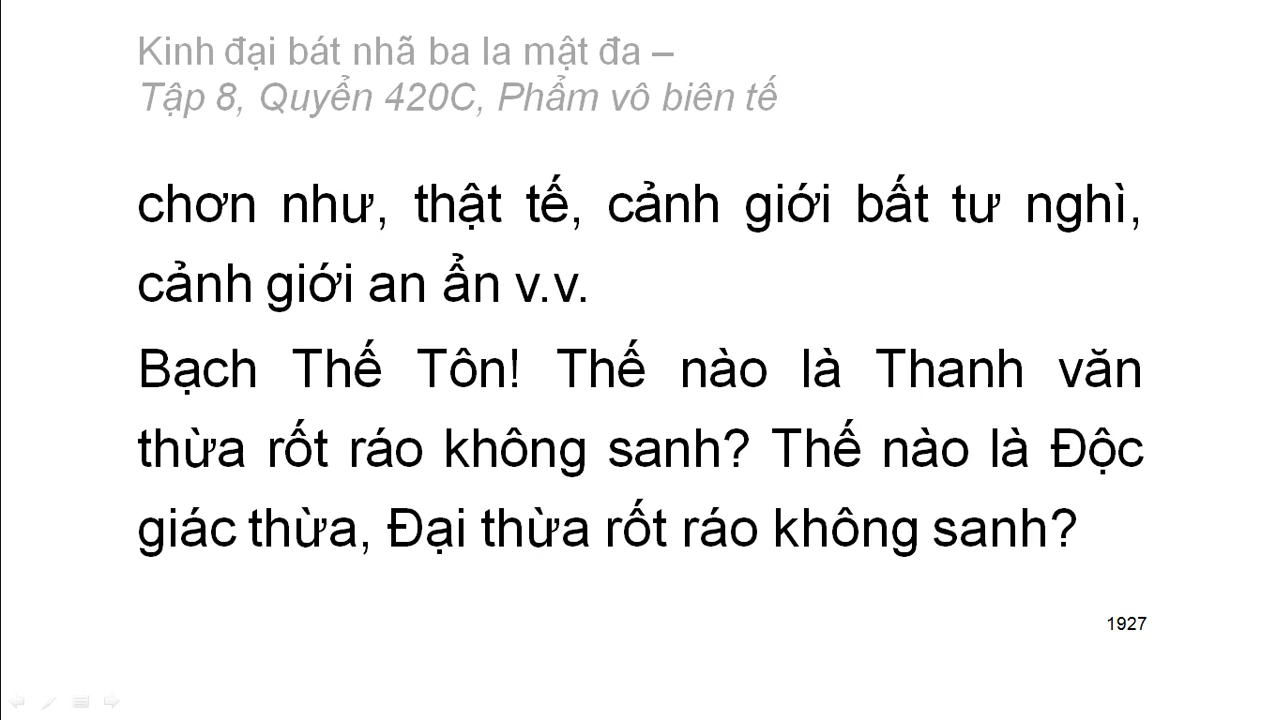 Kinh đại bát nhã ba la mật đa –
Tập 8, Quyển 420C, Phẩm vô biên tế
chơn như, thật tế, cảnh giới bất tư nghì,
cảnh giới an ẩn v.v.
Bạch Thế Tôn! Thế nào là Thanh văn
thừa rốt ráo không sanh? Thế nào là Độc
giác thừa, Đại thừa rốt ráo không sanh?
1927